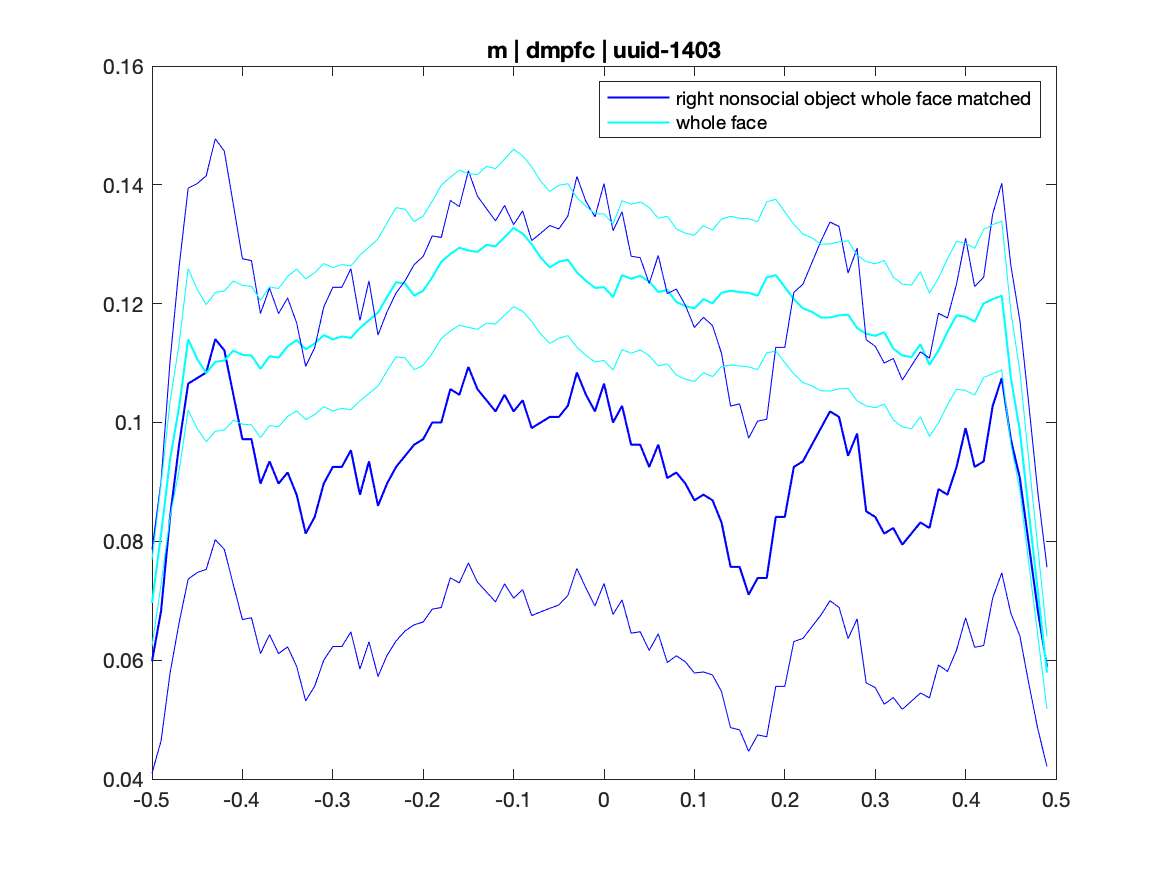 m | dmpfc | uuid-1403
0.16
right nonsocial object whole face matched
whole face
0.14
0.12
0.1
0.08
0.06
0.04
-0.5 -0.4 -0.3 -0.2 -0.1 0 0.1 0.2 0.3 0.4 0.5